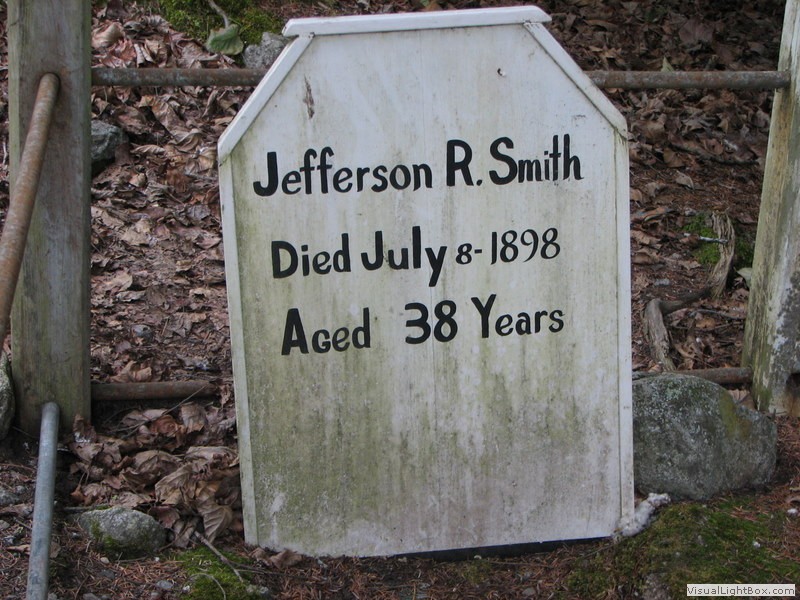 Jefferson R. Smith
Died July 8-1898
Aged 38 Years
VisualLightBox.com